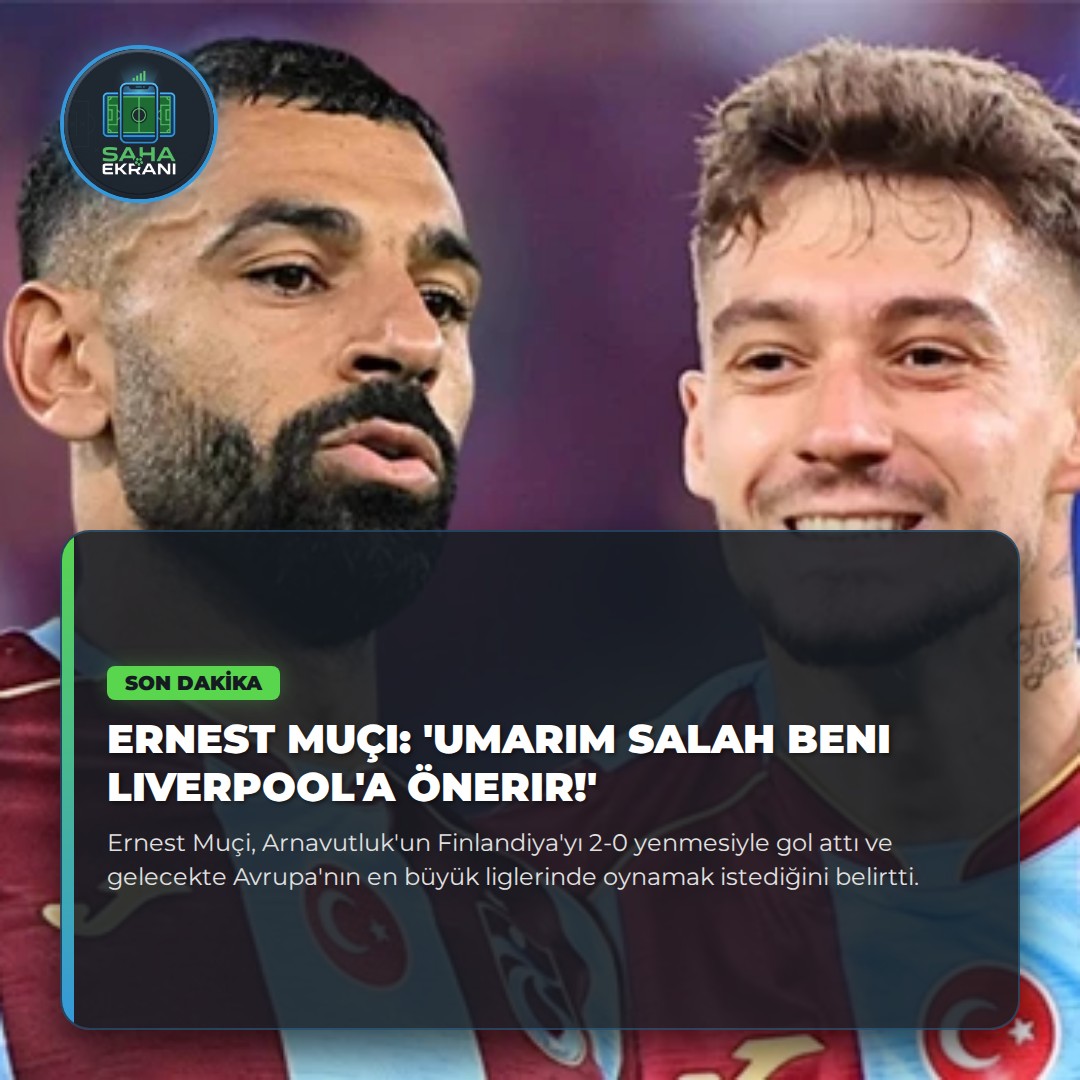 SAHA
EKRANI
SON DAKİKA
ERNEST MUÇI: 'UMARIM SALAH BENI
LIVERPOOL'A ÖNERIR!'
Ernest Muçi, Arnavutluk'un Finlandiya'yı 2-0 yenmesiyle gol attı ve
gelecekte Avrupa'nın en büyük liglerinde oynamak istediğini belirtti.